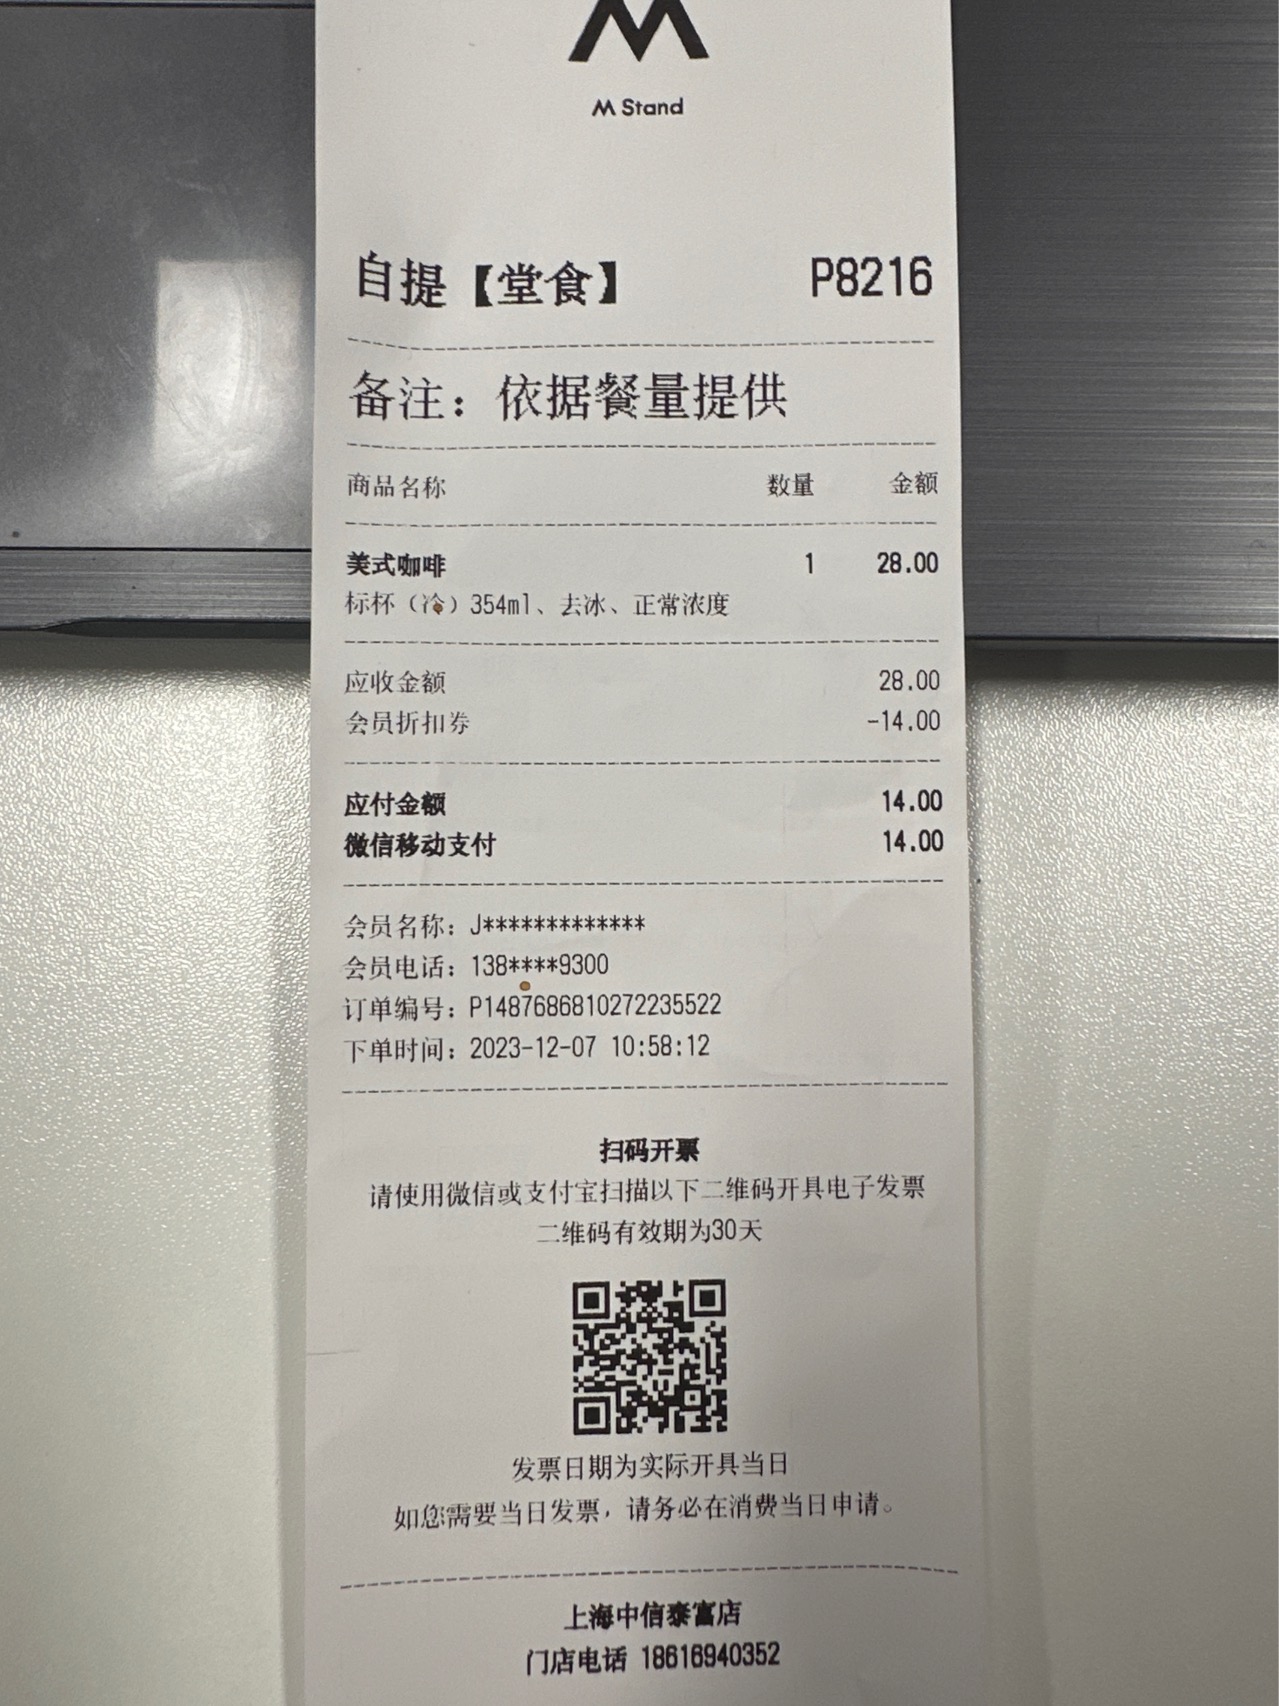 M Stand
自提【堂食】 P8216
备注：依据餐量提供
商品名称 数量 金额
美式咖啡 1 28.00
标杯（冷）354ml、去冰、正常浓度
应收金额 28.00
会员折扣券 -14.00
应付金额 14.00
微信移动支付 14.00
会员名称：J*************
会员电话：138****9300
订单编号：P1487686810272235522
下单时间：2023-12-07 10:58:12
扫码开票
请使用微信或支付宝扫描以下二维码开具电子发票
二维码有效期为30天
发票日期为实际开具当日
如您需要当日发票，请务必在消费当日申请。
上海中信泰富店
门店电话 18616940352